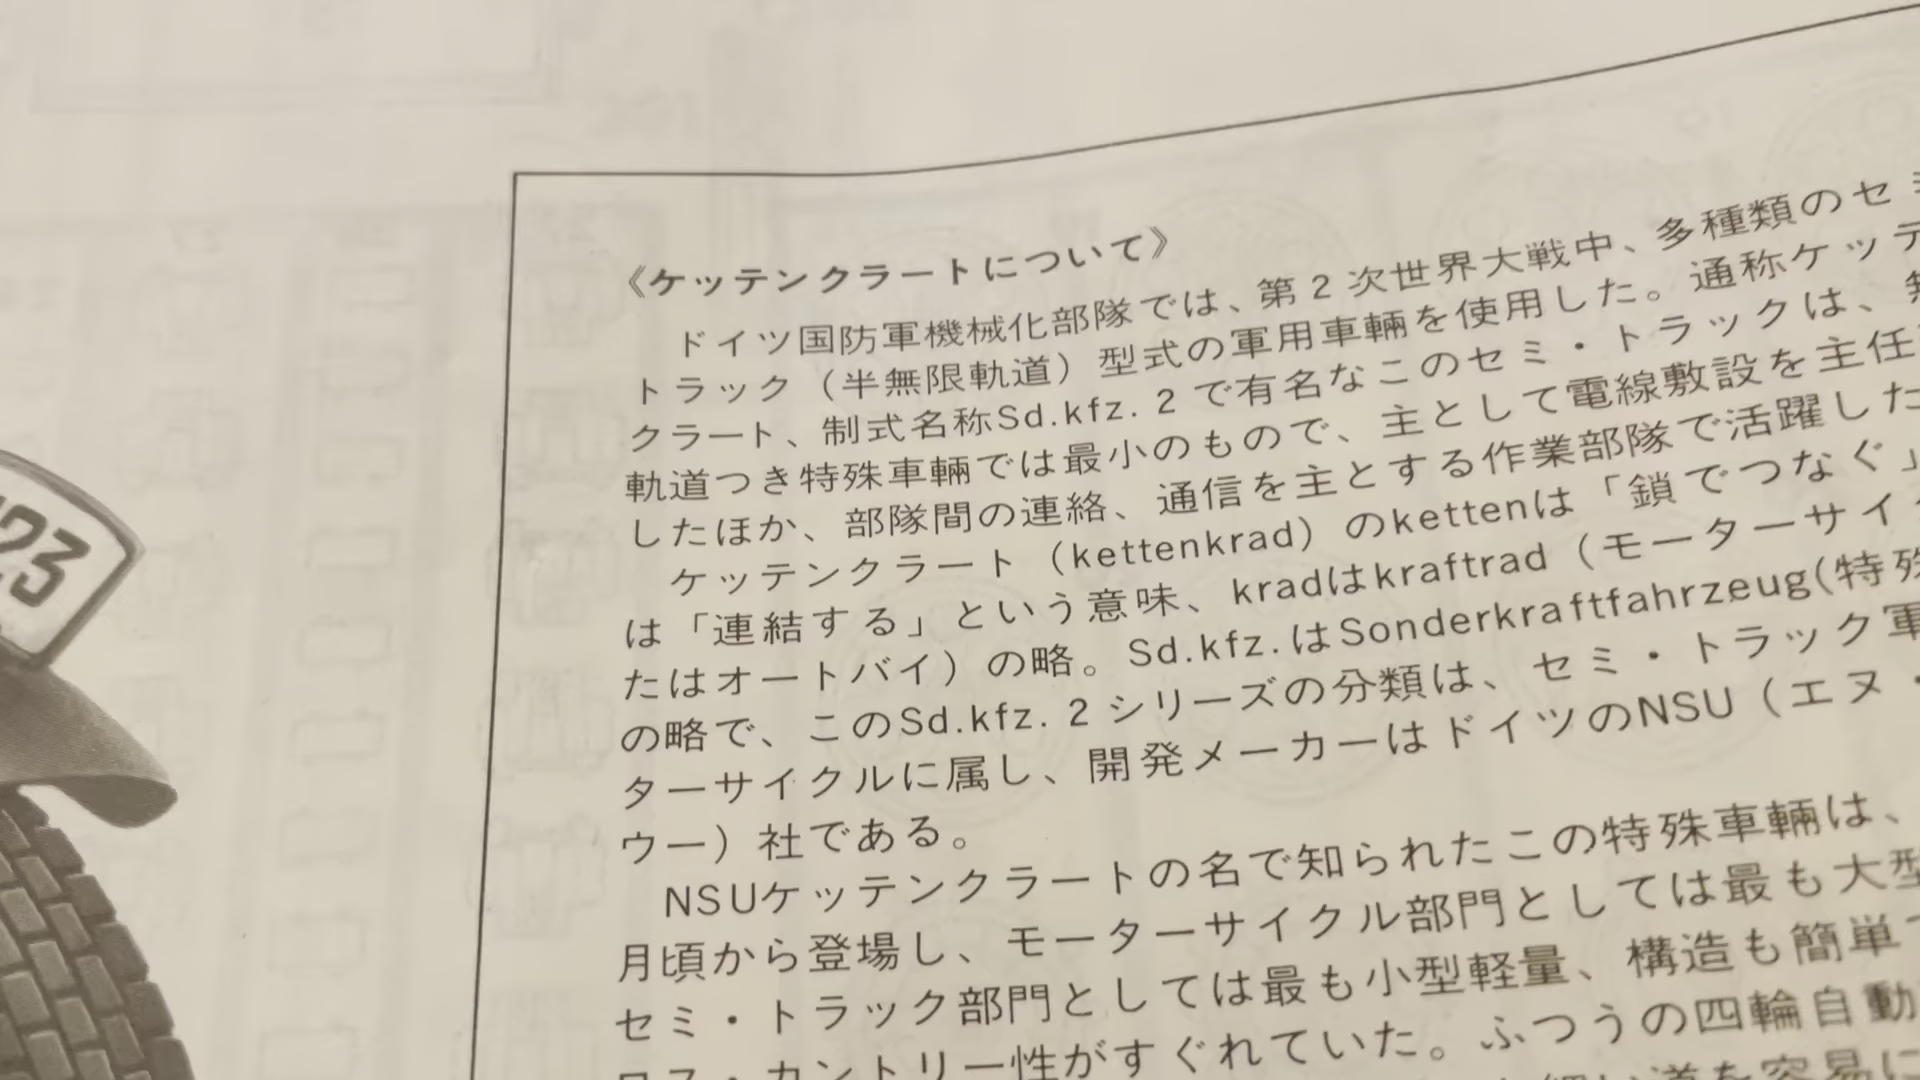 23
《ケッテンクラートについて》
ドイツ国防軍機械化部隊では、第2次世界大戦中、多種類のセミ
トラック（半無限軌道）型式の軍用車輛を使用した。通称ケッテ
クラート、制式名称Sd.kfz. 2 で有名なこのセミ・トラックは、
軌道つき特殊車輛では最小のもので、主として電線敷設を主任
したほか、部隊間の連絡、通信を主とする作業部隊で活躍した
ケッテンクラート（kettenkrad）のkettenは「鎖でつなぐ」
は「連結する」という意味、kradはkraftrad（モーターサイ
たはオートバイ）の略。Sd.kfz.はSonderkraftfahrzeug(特殊
の略で、このSd.kfz. 2 シリーズの分類は、セミ・トラック軍
ターサイクルに属し、開発メーカーはドイツのNSU（エヌ・
ウー）社である。
NSUケッテンクラートの名で知られたこの特殊車輛は、
月頃から登場し、モーターサイクル部門としては最も大型
セミ・トラック部門としては最も小型軽量、構造も簡単で
ロス・カントリー性がすぐれていた。ふつうの四輪自動
道を容易に